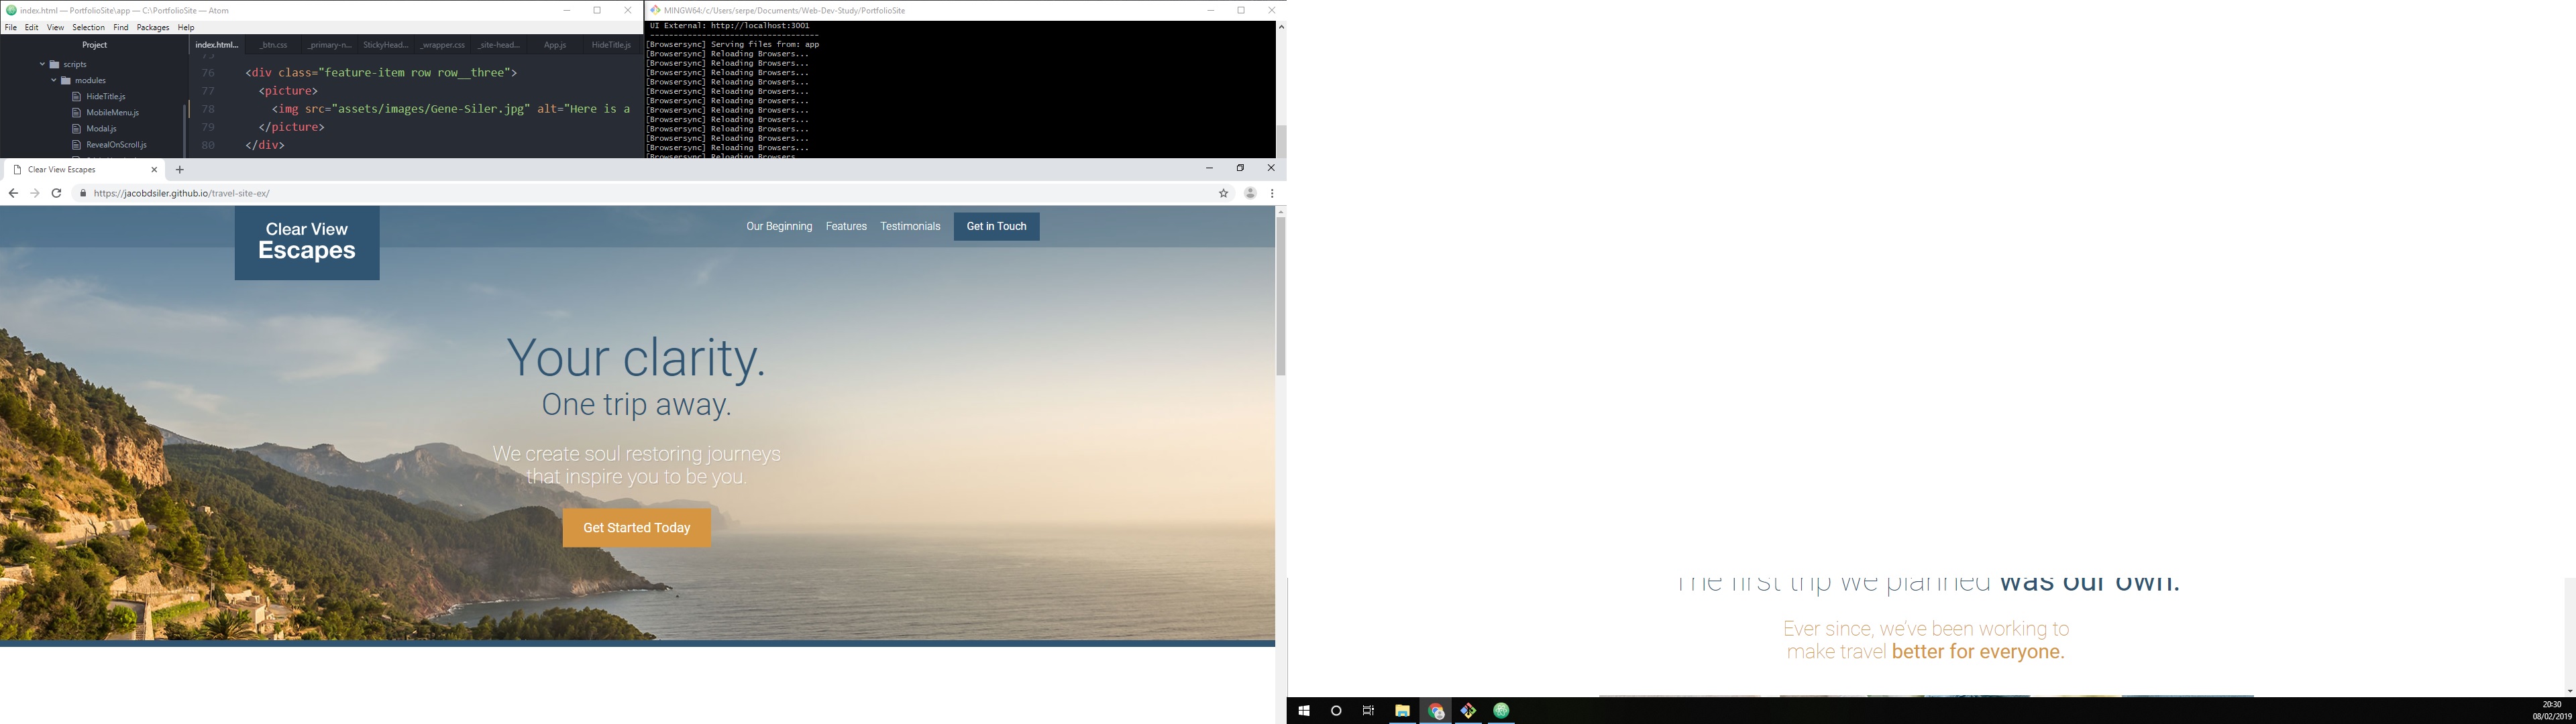 index.html — PortfolioSite\app — C:\PortfolioSite — Atom
File Edit View Selection Find Packages Help
Project
scripts
modules
HideTitle.js
MobileMenu.js
Modal.js
RevealOnScroll.js
index.html... _btn.css _primary-n... StickyHead... _wrapper.css _site-head... App.js HideTitle.js
75
76 <div class="feature-item row row__three">
77 <picture>
78 <img src="assets/images/Gene-Siler.jpg" alt="Here is a
79 </picture>
80 </div>
MINGW64:/c/Users/serpe/Documents/Web-Dev-Study/PortfolioSite
UI External: http://localhost:3001
-----------------------------------
[Browsersync] Serving files from: app
[Browsersync] Reloading Browsers...
[Browsersync] Reloading Browsers...
[Browsersync] Reloading Browsers...
[Browsersync] Reloading Browsers...
[Browsersync] Reloading Browsers...
[Browsersync] Reloading Browsers...
[Browsersync] Reloading Browsers...
[Browsersync] Reloading Browsers...
[Browsersync] Reloading Browsers...
[Browsersync] Reloading Browsers...
[Browsersync] Reloading Browsers...
[Browsersync] Reloading Browsers...
Clear View Escapes
https://jacobdsiler.github.io/travel-site-ex/
Clear View
Escapes
Our Beginning Features Testimonials Get in Touch
Your clarity.
One trip away.
We create soul restoring journeys
that inspire you to be you.
Get Started Today
The first trip we planned was our own.
Ever since, we've been working to
make travel better for everyone.
20:30
08/02/2019